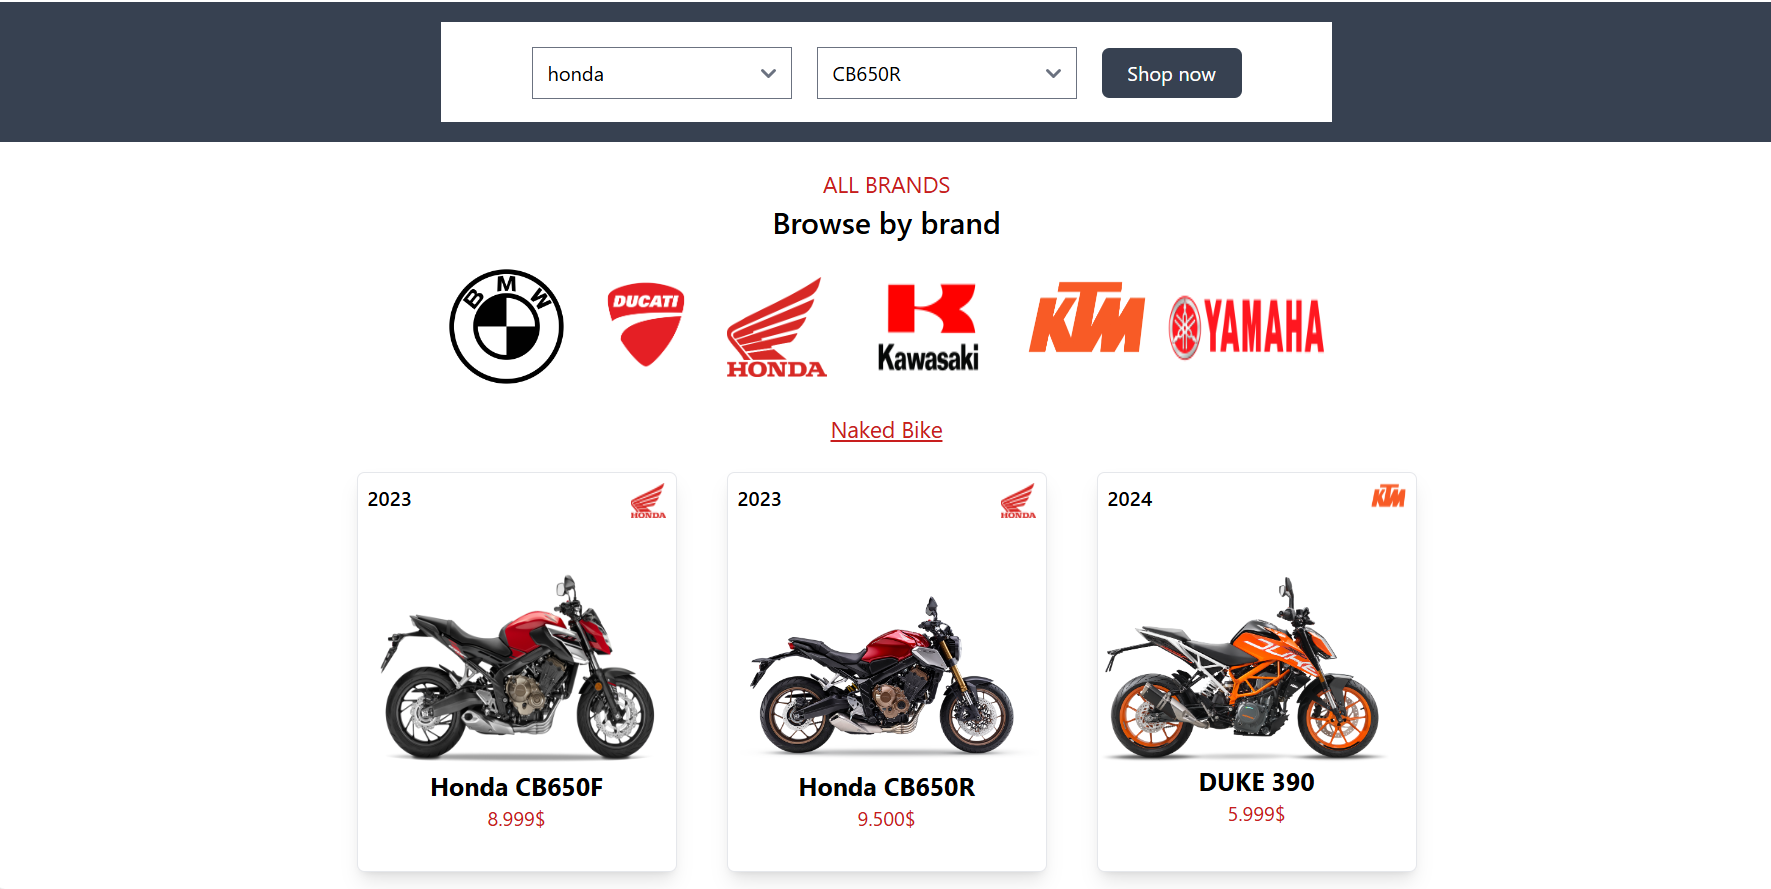 honda
CB650R
Shop now
ALL BRANDS
Browse by brand
BMW
DUCATI
HONDA
Kawasaki
KTM
YAMAHA
Naked Bike
2023
HONDA
2023
HONDA
2024
KTM
DUKE
Honda CB650F
8.999$
Honda CB650R
9.500$
DUKE 390
5.999$